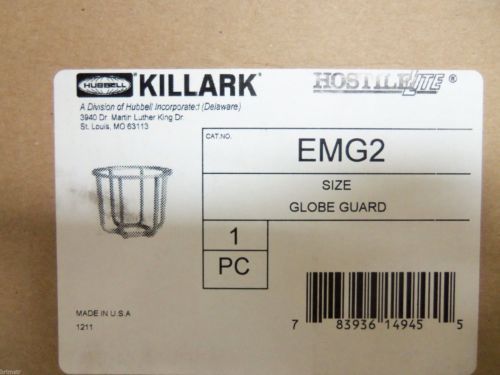 HUBBELL KILLARK® HOSTILELITE®
A Division of Hubbell Incorporated (Delaware)
3940 Dr. Martin Luther King Dr.
St. Louis, MO 63113
CAT.NO.
EMG2
SIZE
GLOBE GUARD
1
PC
MADE IN U.S.A
1211
7 83936 14945 5